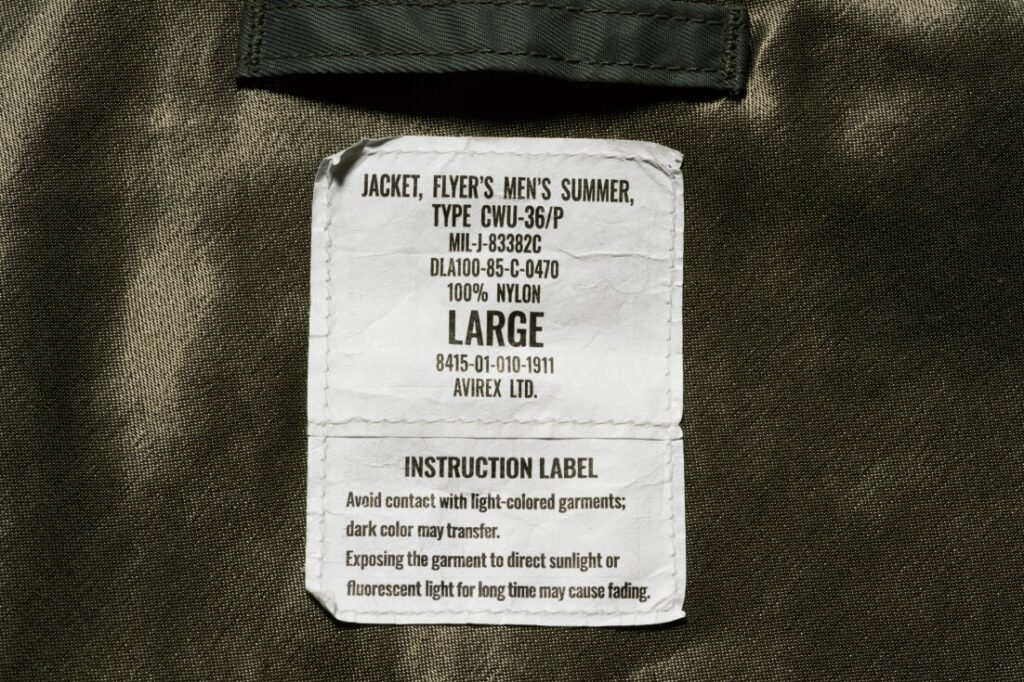 JACKET, FLYER'S MEN'S SUMMER,
TYPE CWU-36/P
MIL-J-83382C
DLA100-85-C-0470
100% NYLON
LARGE
8415-01-010-1911
AVIREX LTD.
INSTRUCTION LABEL
Avoid contact with light-colored garments;
dark color may transfer.
Exposing the garment to direct sunlight or
fluorescent light for long time may cause fading.